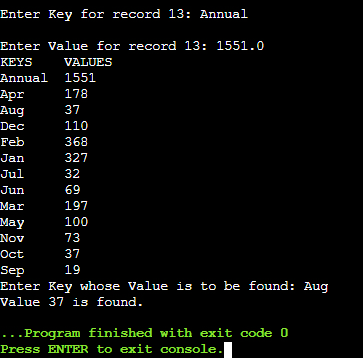 Enter Key for record 13: Annual
Enter Value for record 13: 1551.0
KEYS    VALUES
Annual  1551
Apr     178
Aug     37
Dec     110
Feb     368
Jan     327
Jul     32
Jun     69
Mar     197
May     100
Nov     73
Oct     37
Sep     19
Enter Key whose Value is to be found: Aug
Value 37 is found.
...Program finished with exit code 0
Press ENTER to exit console.